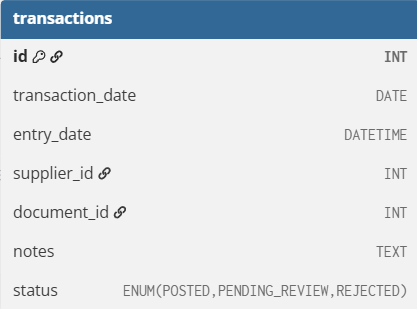 transactions
id INT
transaction_date DATE
entry_date DATETIME
supplier_id INT
document_id INT
notes TEXT
status ENUM(POSTED,PENDING_REVIEW,REJECTED)